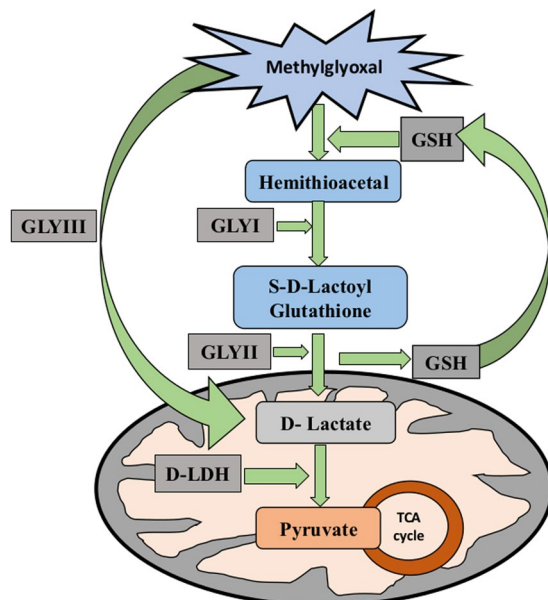 Methylglyoxal
GSH
Hemithioacetal
GLYIII
GLYI
S-D-Lactoyl
Glutathione
GLYII
GSH
D- Lactate
D-LDH
Pyruvate
TCA
cycle